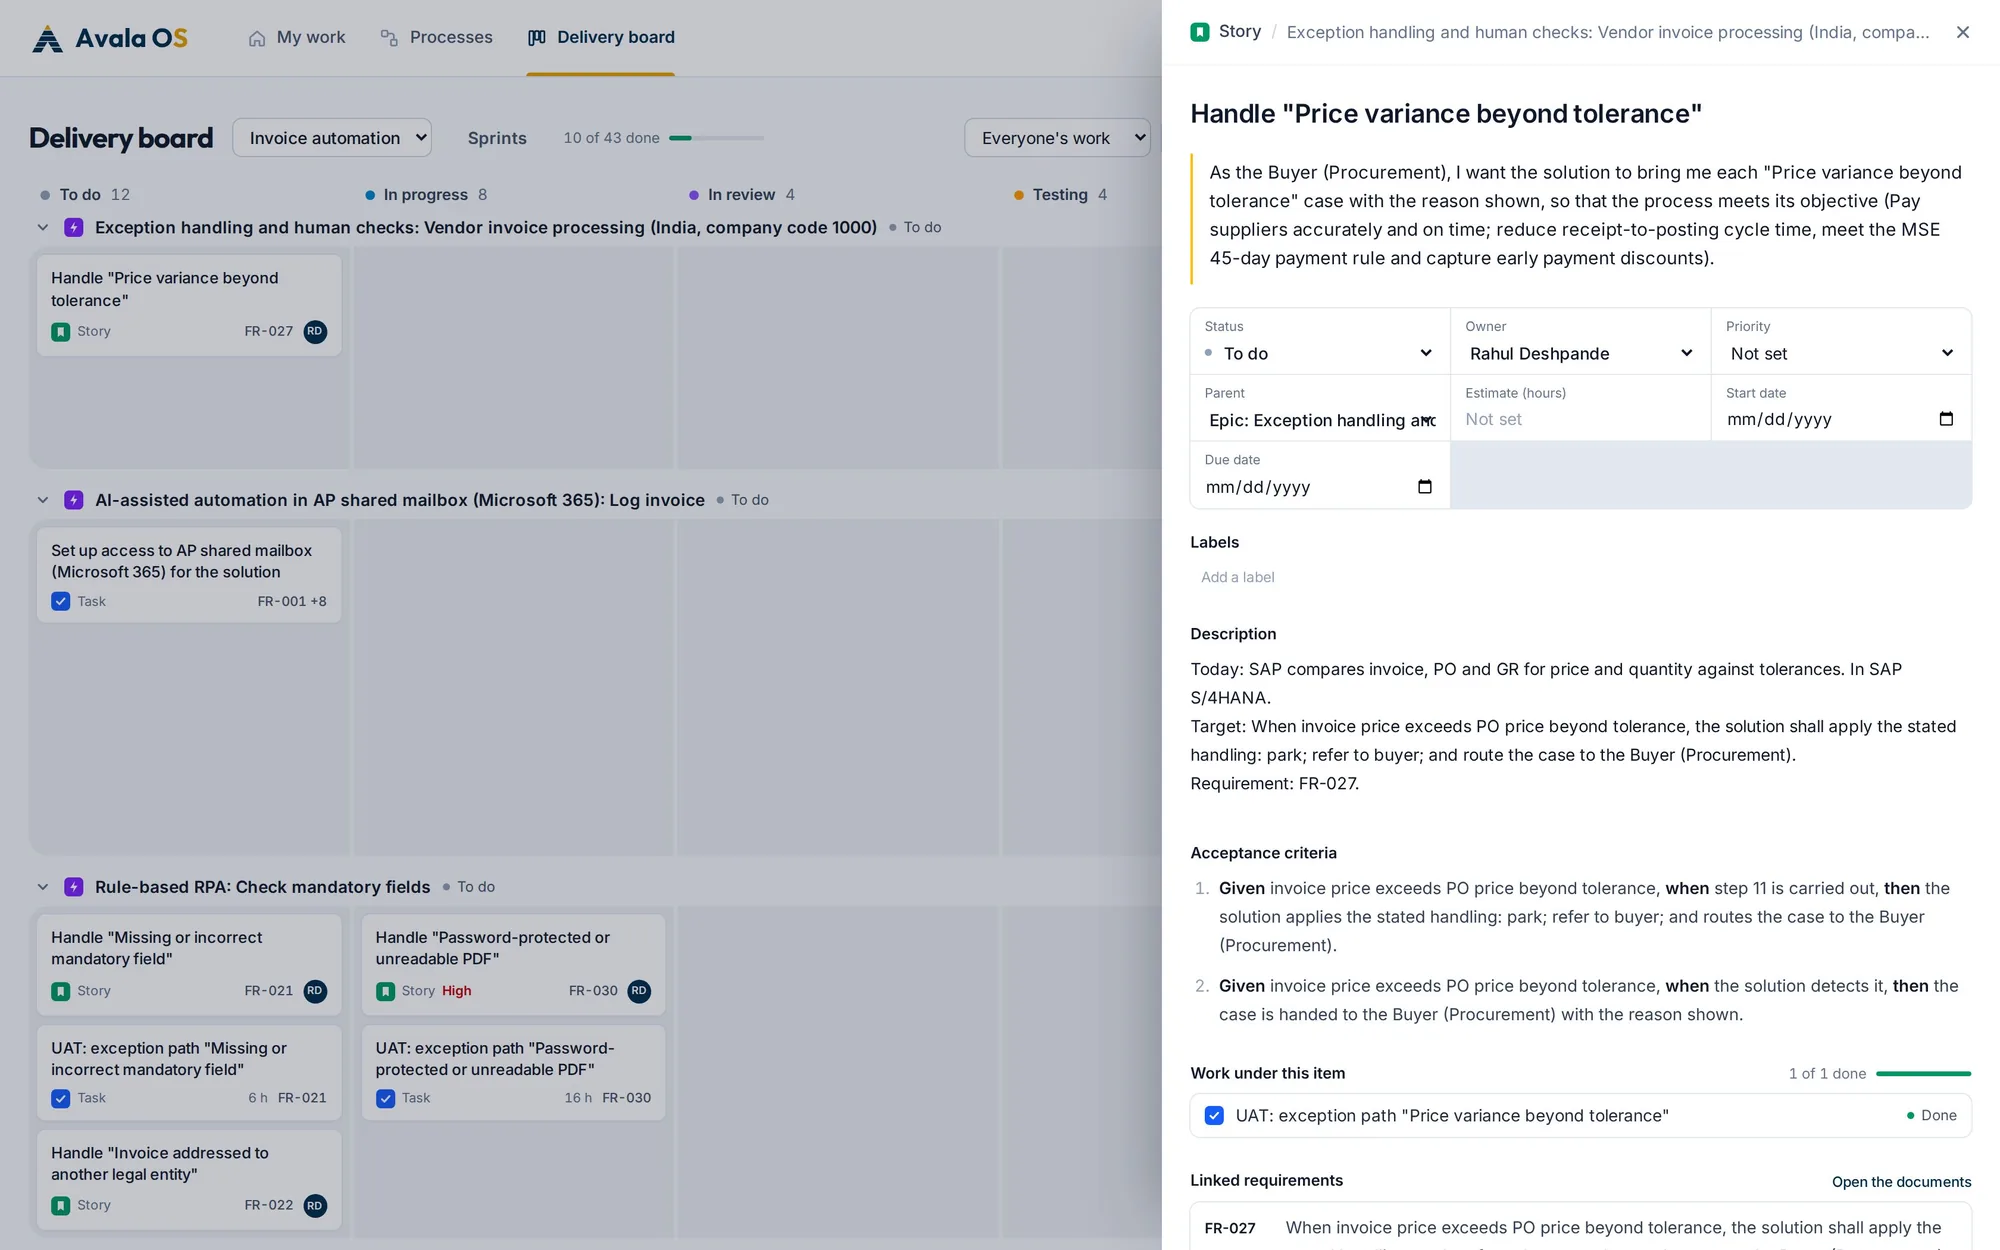 Avala OS
My work
Processes
Delivery board
Delivery board
Invoice automation
Sprints
10 of 43 done
Everyone's work
To do 12
In progress 8
In review 4
Testing 4
Exception handling and human checks: Vendor invoice processing (India, company code 1000)
To do
Handle "Price variance beyond
tolerance"
Story
FR-027
RD
AI-assisted automation in AP shared mailbox (Microsoft 365): Log invoice
To do
Set up access to AP shared mailbox
(Microsoft 365) for the solution
Task
FR-001 +8
Rule-based RPA: Check mandatory fields
To do
Handle "Missing or incorrect
mandatory field"
Story
FR-021
RD
UAT: exception path "Missing or
incorrect mandatory field"
Task
6 h FR-021
Handle "Invoice addressed to
another legal entity"
Story
FR-022
RD
Handle "Password-protected or
unreadable PDF"
Story High
FR-030
RD
UAT: exception path "Password-
protected or unreadable PDF"
Task
16 h FR-030
Story / Exception handling and human checks: Vendor invoice processing (India, compa...
Handle "Price variance beyond tolerance"
As the Buyer (Procurement), I want the solution to bring me each "Price variance beyond
tolerance" case with the reason shown, so that the process meets its objective (Pay
suppliers accurately and on time; reduce receipt-to-posting cycle time, meet the MSE
45-day payment rule and capture early payment discounts).
Status
To do
Owner
Rahul Deshpande
Priority
Not set
Parent
Epic: Exception handling and
Estimate (hours)
Not set
Start date
mm/dd/yyyy
Due date
mm/dd/yyyy
Labels
Add a label
Description
Today: SAP compares invoice, PO and GR for price and quantity against tolerances. In SAP
S/4HANA.
Target: When invoice price exceeds PO price beyond tolerance, the solution shall apply the stated
handling: park; refer to buyer; and route the case to the Buyer (Procurement).
Requirement: FR-027.
Acceptance criteria
1. Given invoice price exceeds PO price beyond tolerance, when step 11 is carried out, then the
solution applies the stated handling: park; refer to buyer; and routes the case to the Buyer
(Procurement).
2. Given invoice price exceeds PO price beyond tolerance, when the solution detects it, then the
case is handed to the Buyer (Procurement) with the reason shown.
Work under this item
1 of 1 done
UAT: exception path "Price variance beyond tolerance"
Done
Linked requirements
Open the documents
FR-027
When invoice price exceeds PO price beyond tolerance, the solution shall apply the